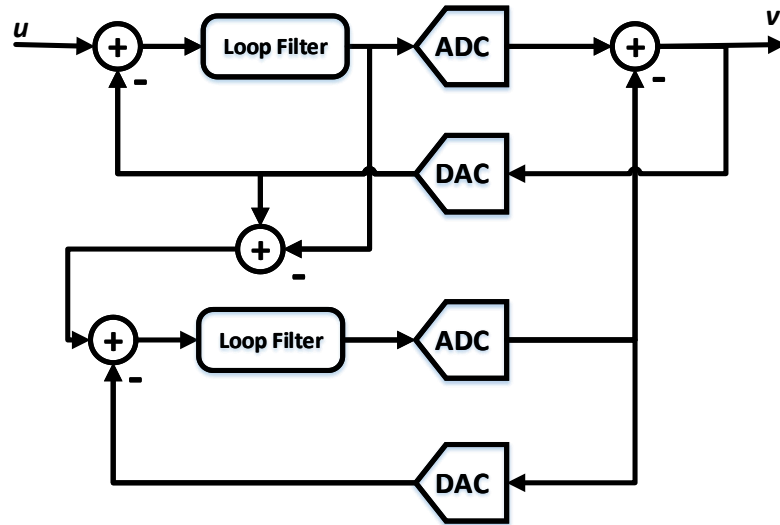 u
+
Loop Filter
ADC
+
v
-
-
DAC
+
-
+
Loop Filter
ADC
-
DAC